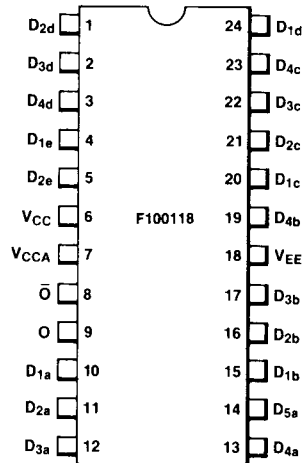 D2d 1 24 D1d
D3d 2 23 D4c
D4d 3 22 D3c
D1e 4 21 D2c
D2e 5 20 D1c
VCC 6 F100118 19 D4b
VCCA 7 18 VEE
O̅ 8 17 D3b
O 9 16 D2b
D1a 10 15 D1b
D2a 11 14 D5a
D3a 12 13 D4a